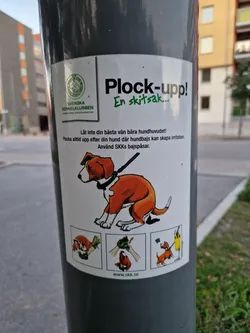 SVENSKA
KENNELKLUBBEN
Plock-upp!
En skitsak...
Låt inte din bästa vän bära hundhuvudet!
Plocka alltid upp efter din hund där hundbajs kan skapa irritation.
Använd SKKs bajspåsar.
www.skk.se